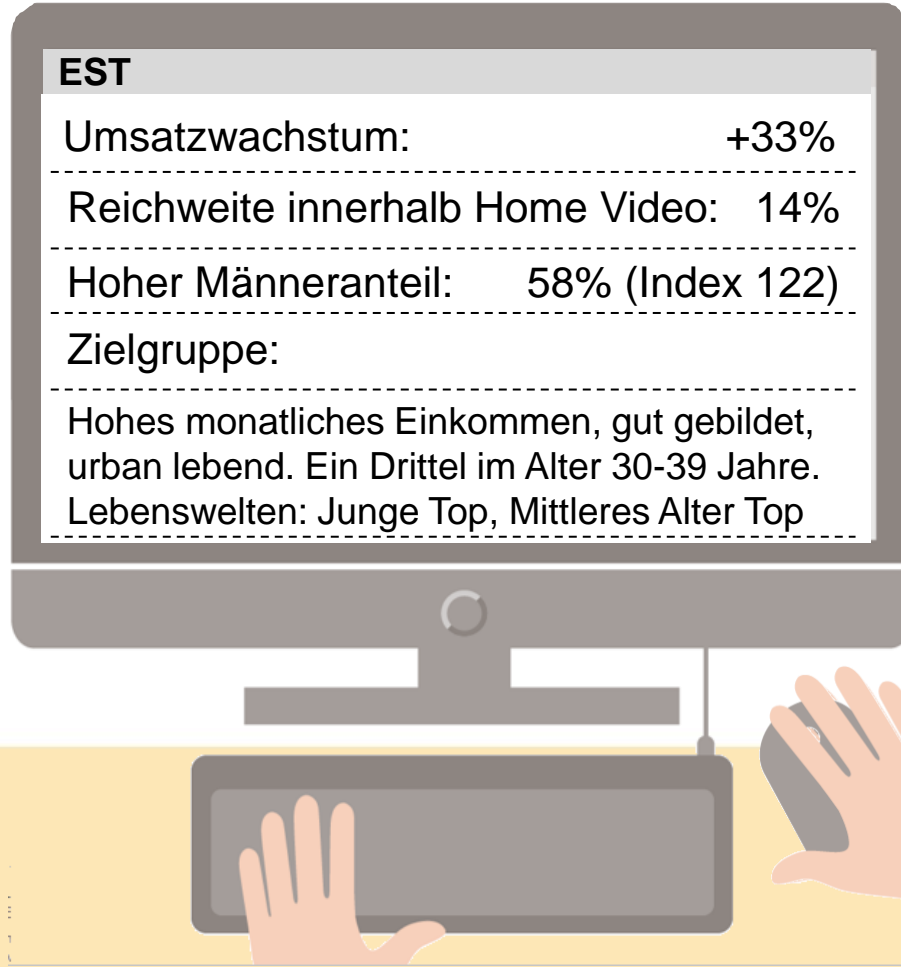 EST
Umsatzwachstum: +33%
Reichweite innerhalb Home Video: 14%
Hoher Männeranteil: 58% (Index 122)
Zielgruppe:
Hohes monatliches Einkommen, gut gebildet,
urban lebend. Ein Drittel im Alter 30-39 Jahre.
Lebenswelten: Junge Top, Mittleres Alter Top